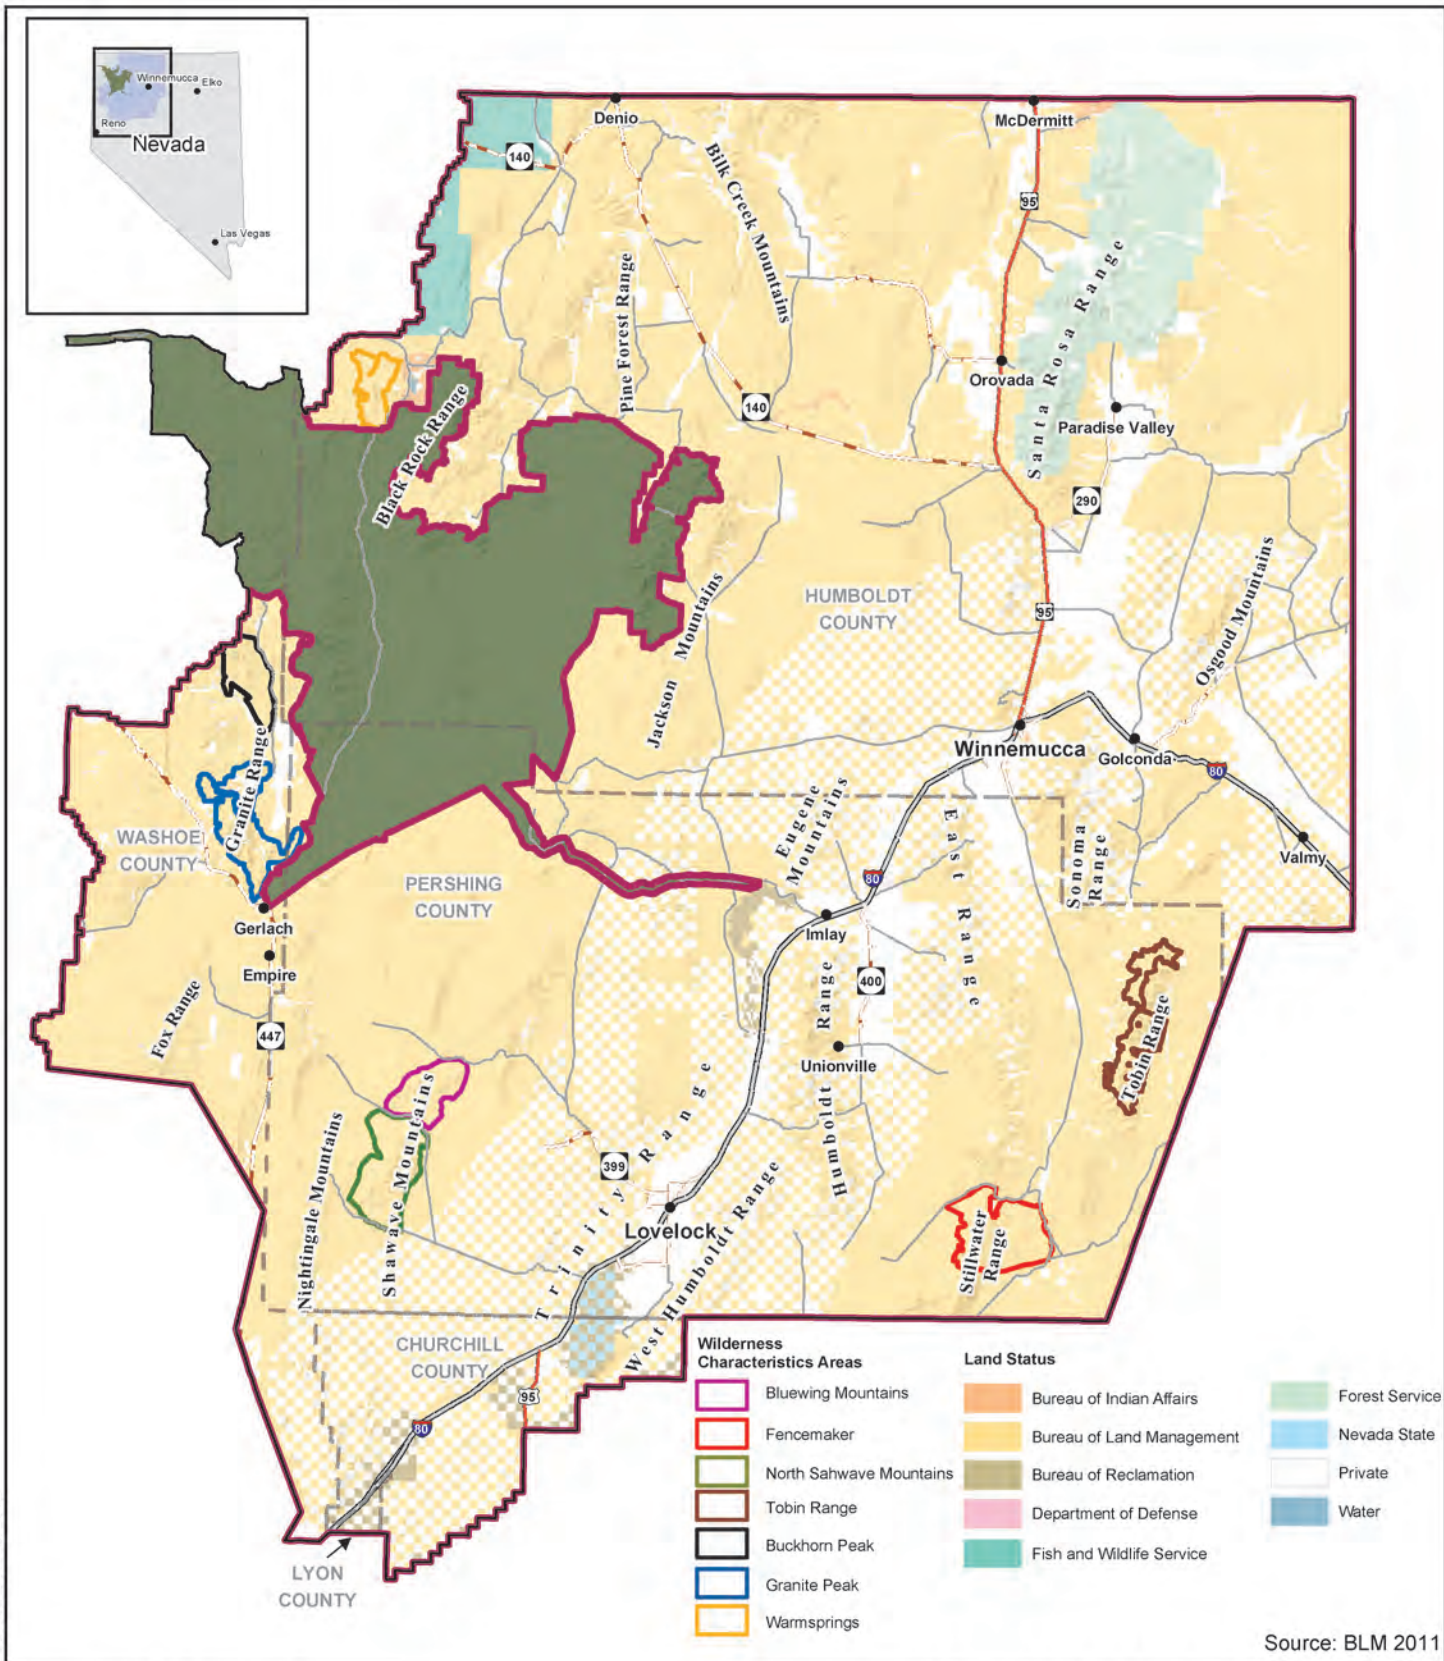 Winnemucca
Elko
Reno
Nevada
Las Vegas
Denio
McDermitt
140
95
Bilk Creek Mountains
Pine Forest Range
Santa Rosa Range
Orovada
Paradise Valley
140
Black Rock Range
290
HUMBOLDT
COUNTY
95
Osgood Mountains
Jackson Mountains
Winnemucca
Golconda
80
Granite Range
WASHOE
COUNTY
Eugene
Mountains
East Range
Sonoma
Range
Valmy
PERSHING
COUNTY
80
Gerlach
Imlay
Empire
400
Fox Range
447
Humboldt Range
Unionville
Tobin Range
Nightingale Mountains
Shawave Mountains
Trinity Range
399
Lovelock
West Humboldt Range
Stillwater
Range
CHURCHILL
COUNTY
95
80
LYON
COUNTY
Wilderness
Characteristics Areas
Bluewing Mountains
Fencemaker
North Sahwave Mountains
Tobin Range
Buckhorn Peak
Granite Peak
Warmsprings
Land Status
Bureau of Indian Affairs
Bureau of Land Management
Bureau of Reclamation
Department of Defense
Fish and Wildlife Service
Forest Service
Nevada State
Private
Water
Source: BLM 2011